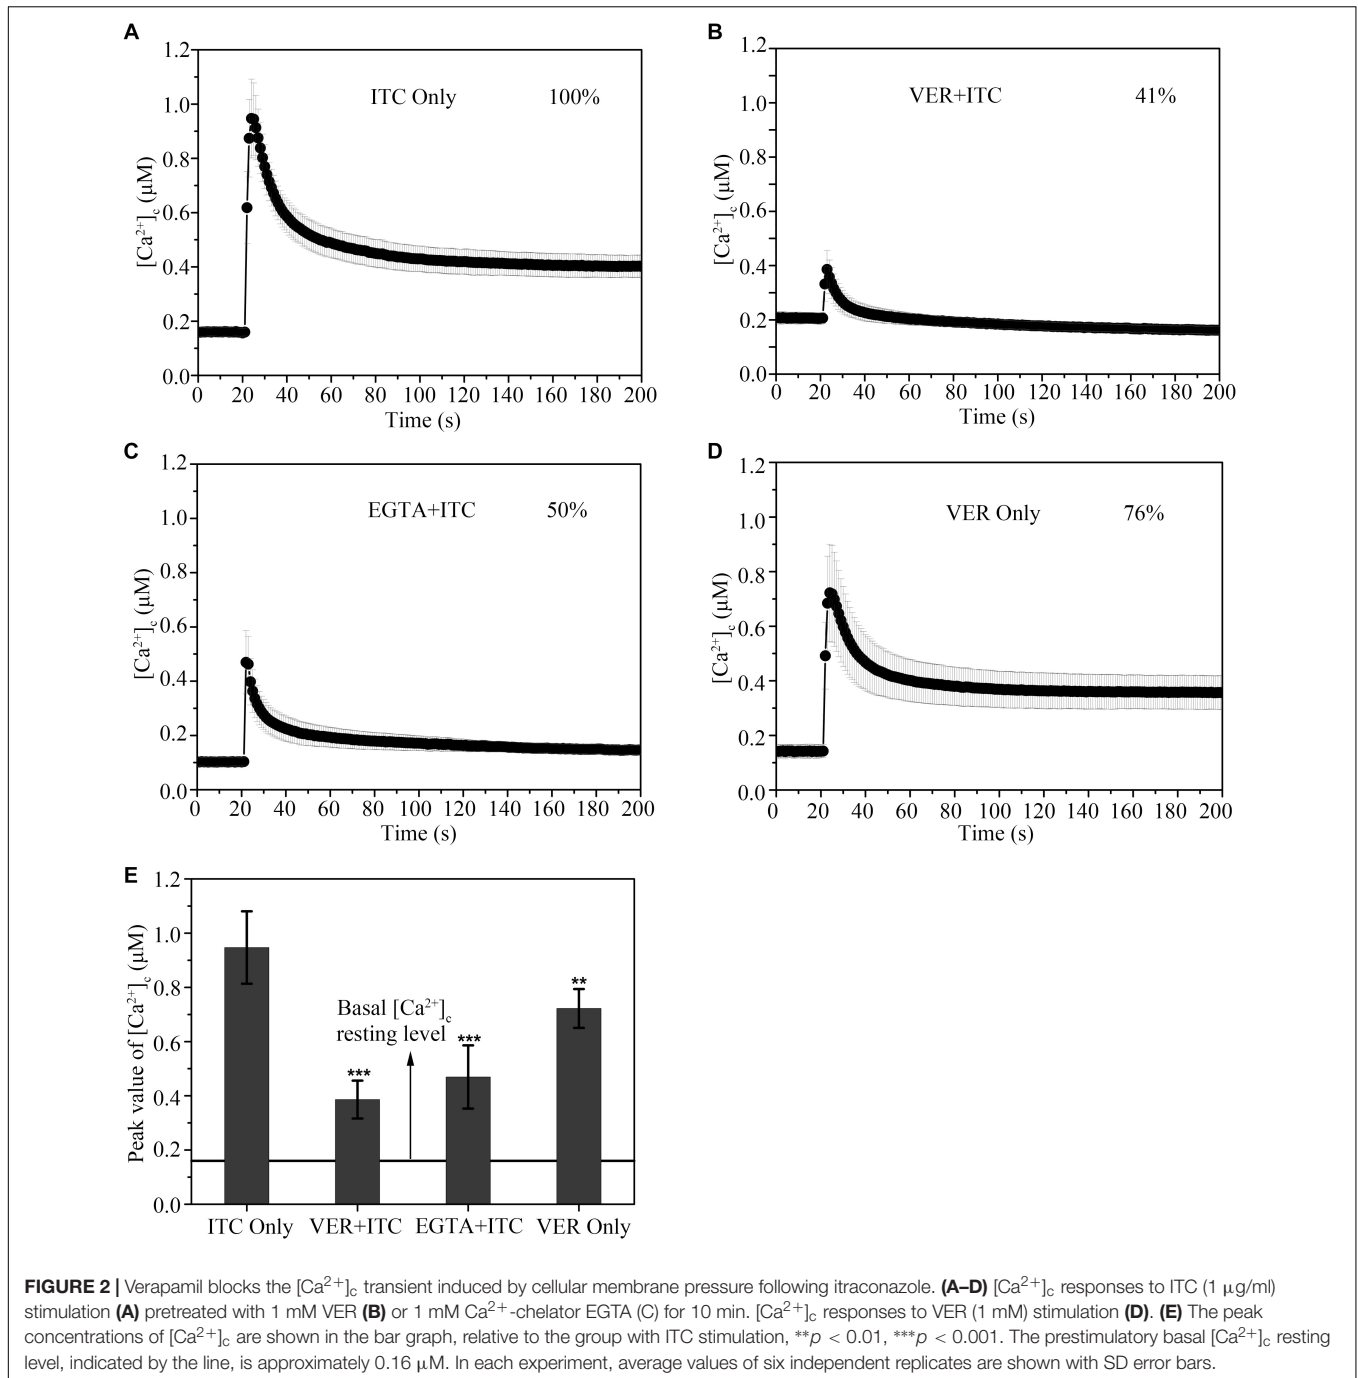 A
1.2
1.0
0.8
0.6
0.4
0.2
0.0
[Ca²⁺]c (μM)
ITC Only 100%
0 20 40 60 80 100 120 140 160 180 200
Time (s)
B
1.2
1.0
0.8
0.6
0.4
0.2
0.0
[Ca²⁺]c (μM)
VER+ITC 41%
0 20 40 60 80 100 120 140 160 180 200
Time (s)
C
1.2
1.0
0.8
0.6
0.4
0.2
0.0
[Ca²⁺]c (μM)
EGTA+ITC 50%
0 20 40 60 80 100 120 140 160 180 200
Time (s)
D
1.2
1.0
0.8
0.6
0.4
0.2
0.0
[Ca²⁺]c (μM)
VER Only 76%
0 20 40 60 80 100 120 140 160 180 200
Time (s)
E
1.2
1.0
0.8
0.6
0.4
0.2
0.0
Peak value of [Ca²⁺]c (μM)
Basal [Ca²⁺]c
resting level
***
***
**
ITC Only VER+ITC EGTA+ITC VER Only
FIGURE 2 | Verapamil blocks the [Ca²⁺]c transient induced by cellular membrane pressure following itraconazole. (A–D) [Ca²⁺]c responses to ITC (1 μg/ml)
stimulation (A) pretreated with 1 mM VER (B) or 1 mM Ca²⁺-chelator EGTA (C) for 10 min. [Ca²⁺]c responses to VER (1 mM) stimulation (D). (E) The peak
concentrations of [Ca²⁺]c are shown in the bar graph, relative to the group with ITC stimulation, **p < 0.01, ***p < 0.001. The prestimulatory basal [Ca²⁺]c resting
level, indicated by the line, is approximately 0.16 μM. In each experiment, average values of six independent replicates are shown with SD error bars.